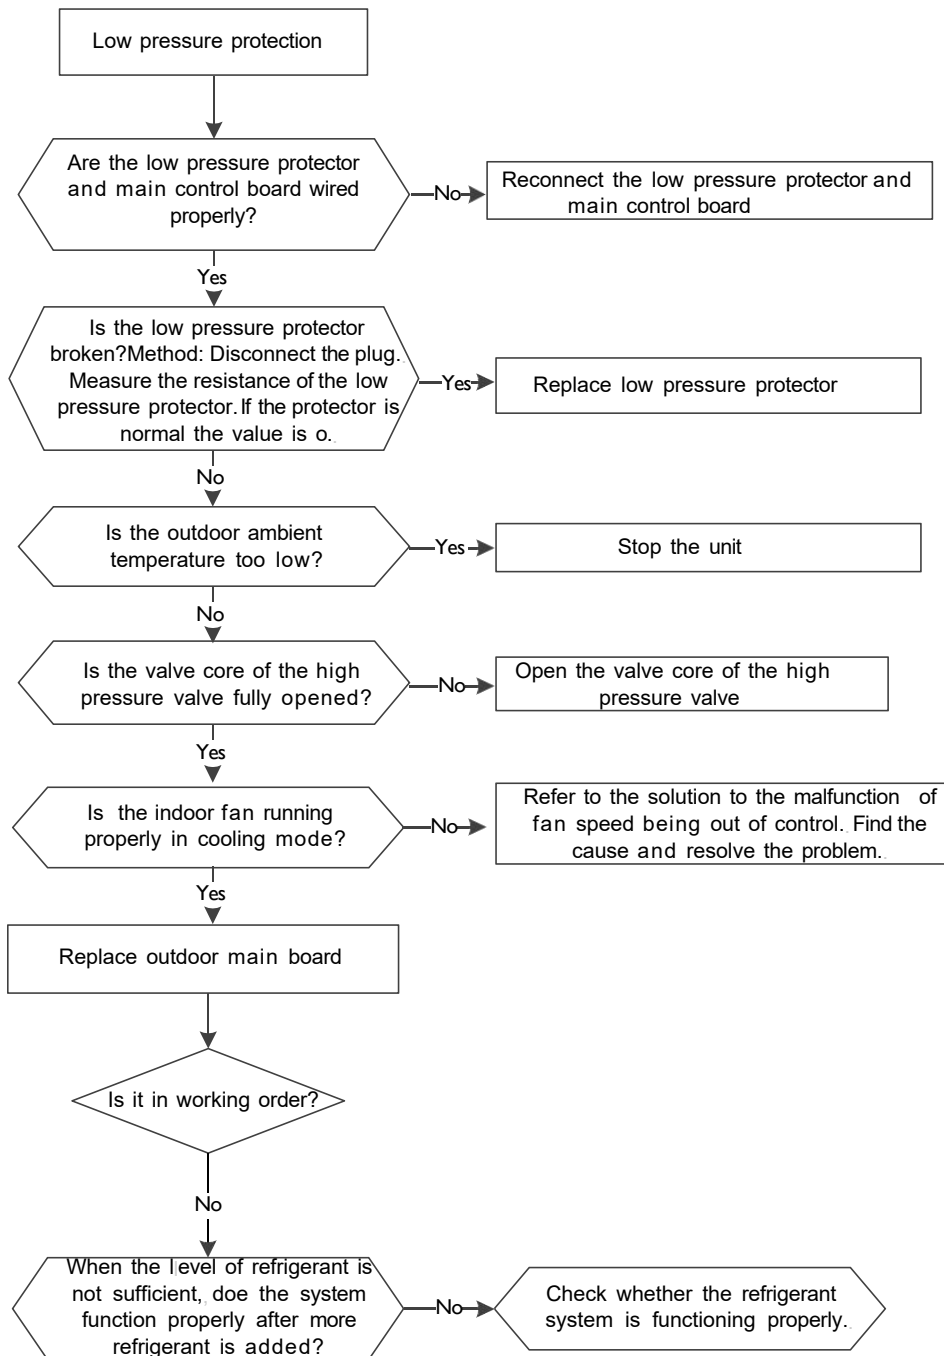 Low pressure protection
Are the low pressure protector
and main control board wired
properly?
No
Reconnect the low pressure protector and
main control board
Yes
Is the low pressure protector
broken?Method: Disconnect the plug.
Measure the resistance of the low
pressure protector. If the protector is
normal the value is o.
Yes
Replace low pressure protector
No
Is the outdoor ambient
temperature too low?
Yes
Stop the unit
No
Is the valve core of the high
pressure valve fully opened?
No
Open the valve core of the high
pressure valve
Yes
Is the indoor fan running
properly in cooling mode?
No
Refer to the solution to the malfunction of
fan speed being out of control. Find the
cause and resolve the problem.
Yes
Replace outdoor main board
Is it in working order?
No
When the level of refrigerant is
not sufficient, doe the system
function properly after more
refrigerant is added?
No
Check whether the refrigerant
system is functioning properly.